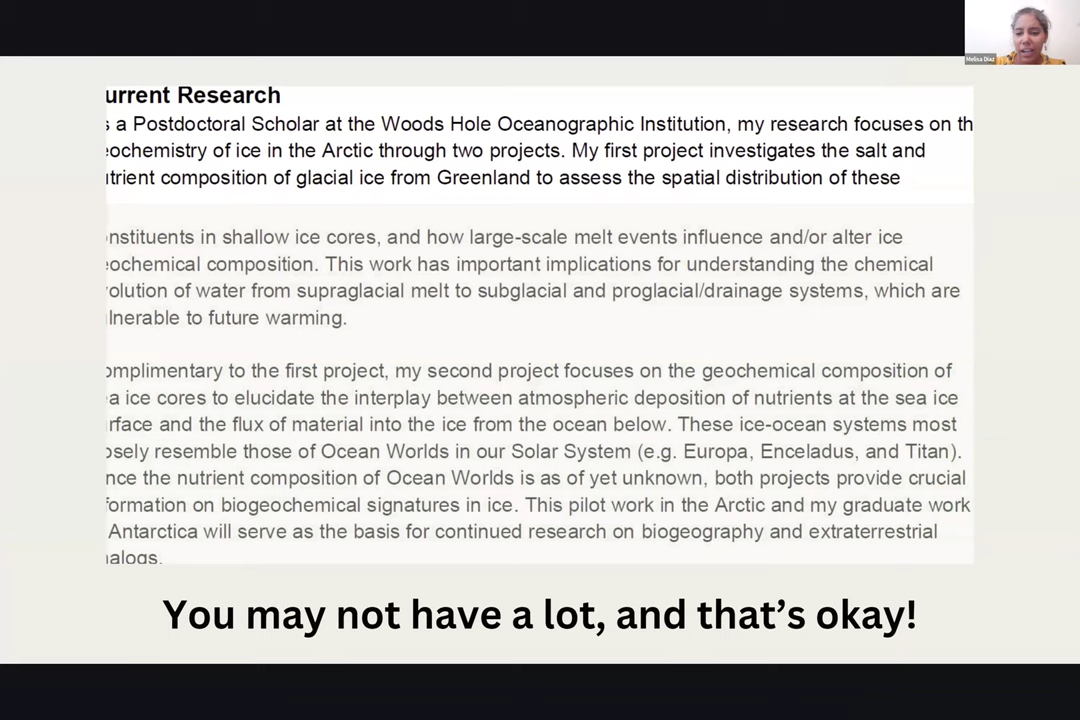 Melisa Diaz
urrent Research
s a Postdoctoral Scholar at the Woods Hole Oceanographic Institution, my research focuses on th
eochemistry of ice in the Arctic through two projects. My first project investigates the salt and
utrient composition of glacial ice from Greenland to assess the spatial distribution of these
onstituents in shallow ice cores, and how large-scale melt events influence and/or alter ice
eochemical composition. This work has important implications for understanding the chemical
volution of water from supraglacial melt to subglacial and proglacial/drainage systems, which are
ulnerable to future warming.
omplimentary to the first project, my second project focuses on the geochemical composition of
ea ice cores to elucidate the interplay between atmospheric deposition of nutrients at the sea ice
urface and the flux of material into the ice from the ocean below. These ice-ocean systems most
osely resemble those of Ocean Worlds in our Solar System (e.g. Europa, Enceladus, and Titan).
nce the nutrient composition of Ocean Worlds is as of yet unknown, both projects provide crucial
formation on biogeochemical signatures in ice. This pilot work in the Arctic and my graduate work
Antarctica will serve as the basis for continued research on biogeography and extraterrestrial
nalogs.
You may not have a lot, and that's okay!